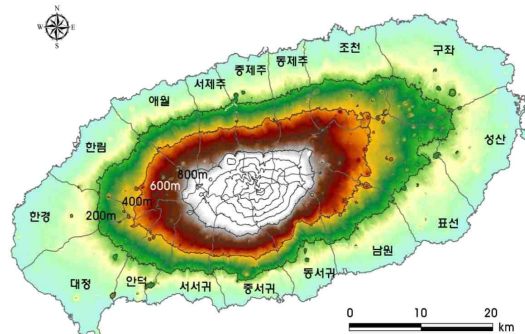 N
W E
S
조천
구좌
동제주
중제주
서제주
애월
성산
한림
800m
600m
400m
한경
200m
표선
남원
동서귀
대정
안덕
서서귀
중서귀
0 10 20
km